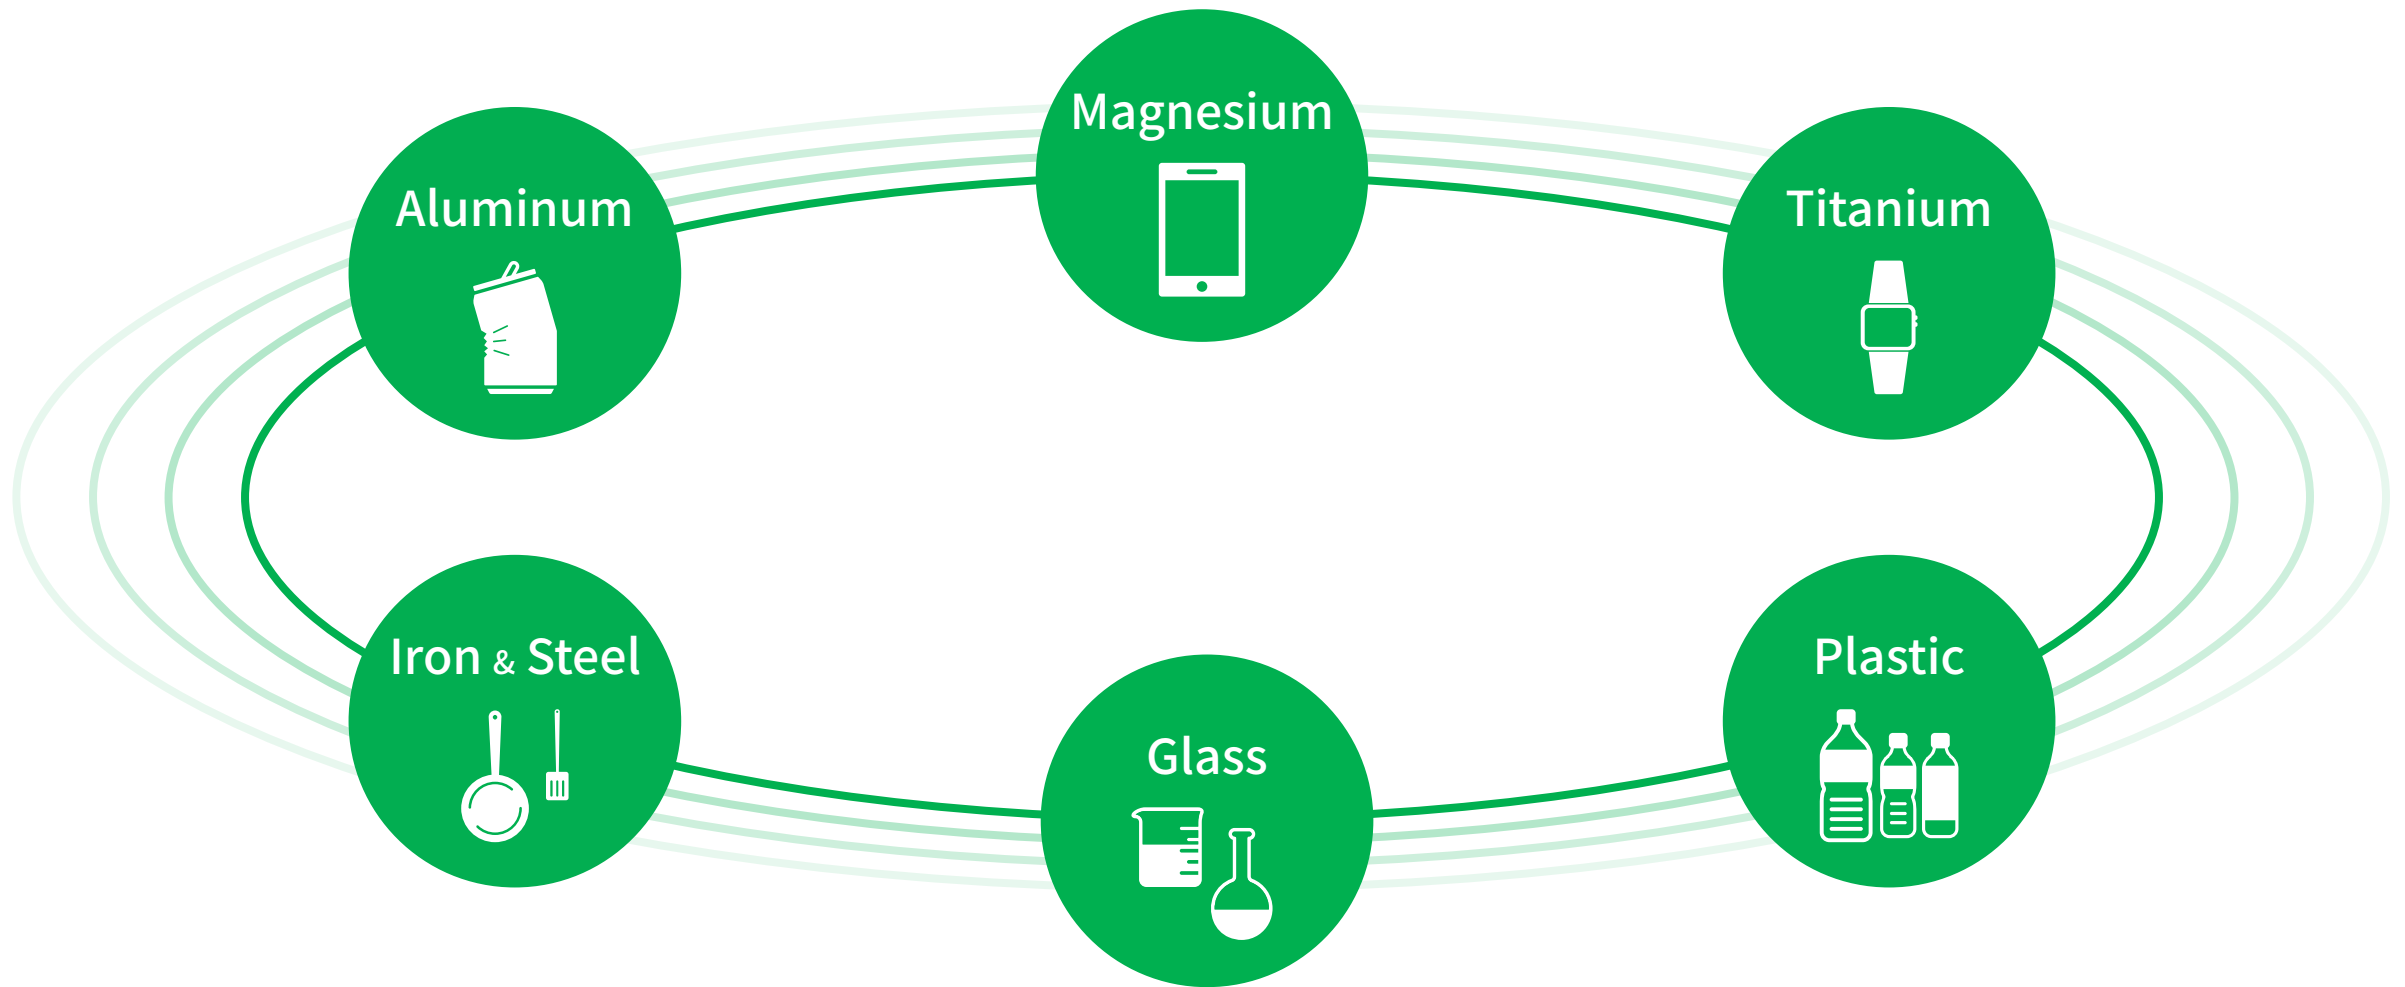 Magnesium
Aluminum
Titanium
Iron & Steel
Plastic
Glass